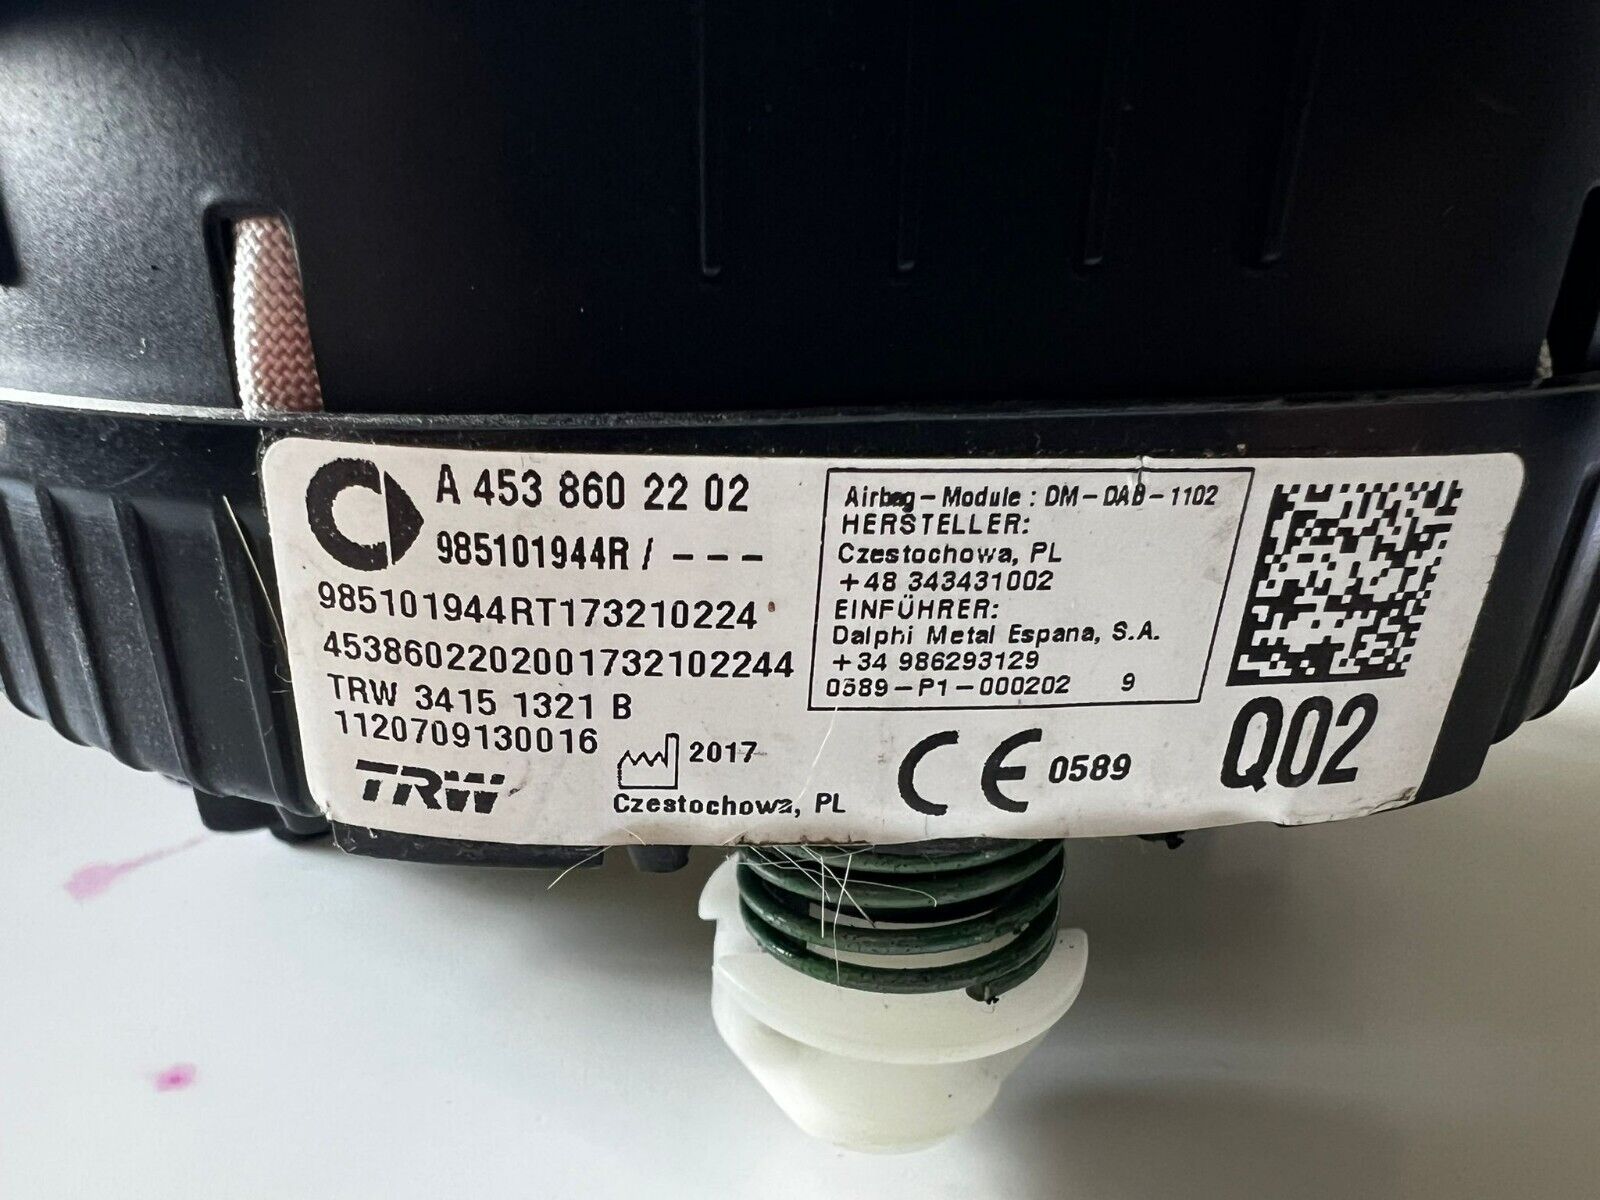 A 453 860 22 02
985101944R / - - -
985101944RT173210224
4538602202001732102244
TRW 3415 1321 B
1120709130016
TRW
2017
Czestochowa, PL
Airbag-Module: DM-DAB-1102
HERSTELLER:
Czestochowa, PL
+48 343431002
EINFÜHRER:
Dalphi Metal Espana, S.A.
+34 986293129
0589-P1-000202 9
CE 0589
Q02